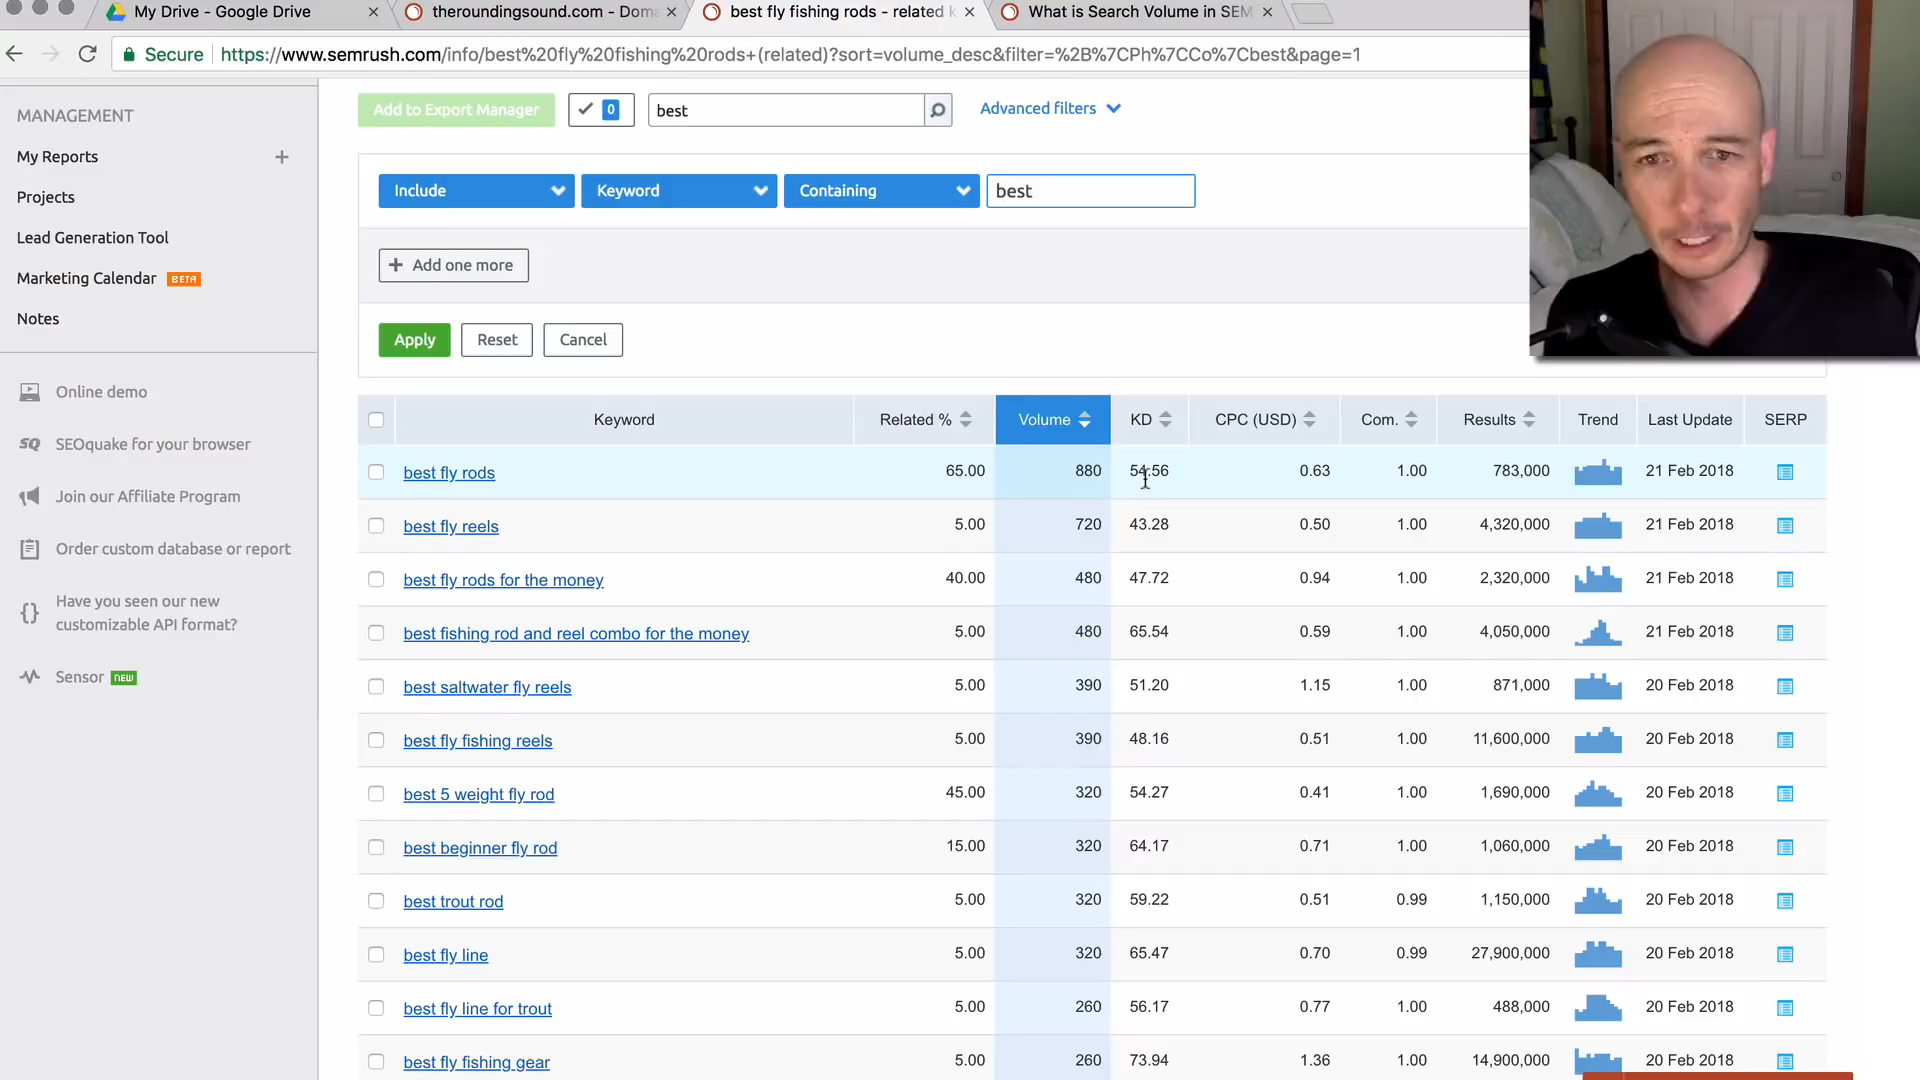 My Drive - Google Drive
theroundingsound.com - Doma
best fly fishing rods - related k
What is Search Volume in SEM
Secure https://www.semrush.com/info/best%20fly%20fishing%20rods+(related)?sort=volume_desc&filter=%2B%7CPh%7CCo%7Cbest&page=1
MANAGEMENT
My Reports +
Projects
Lead Generation Tool
Marketing Calendar BETA
Notes
Online demo
SQ SEOquake for your browser
Join our Affiliate Program
Order custom database or report
{} Have you seen our new
customizable API format?
Sensor NEW
Add to Export Manager 0 best Advanced filters
Include Keyword Containing best
+ Add one more
Apply Reset Cancel
Keyword Related % Volume KD CPC (USD) Com. Results Trend Last Update SERP
best fly rods 65.00 880 54.56 0.63 1.00 783,000 21 Feb 2018
best fly reels 5.00 720 43.28 0.50 1.00 4,320,000 21 Feb 2018
best fly rods for the money 40.00 480 47.72 0.94 1.00 2,320,000 21 Feb 2018
best fishing rod and reel combo for the money 5.00 480 65.54 0.59 1.00 4,050,000 21 Feb 2018
best saltwater fly reels 5.00 390 51.20 1.15 1.00 871,000 20 Feb 2018
best fly fishing reels 5.00 390 48.16 0.51 1.00 11,600,000 20 Feb 2018
best 5 weight fly rod 45.00 320 54.27 0.41 1.00 1,690,000 20 Feb 2018
best beginner fly rod 15.00 320 64.17 0.71 1.00 1,060,000 20 Feb 2018
best trout rod 5.00 320 59.22 0.51 0.99 1,150,000 20 Feb 2018
best fly line 5.00 320 65.47 0.70 0.99 27,900,000 20 Feb 2018
best fly line for trout 5.00 260 56.17 0.77 1.00 488,000 20 Feb 2018
best fly fishing gear 5.00 260 73.94 1.36 1.00 14,900,000 20 Feb 2018